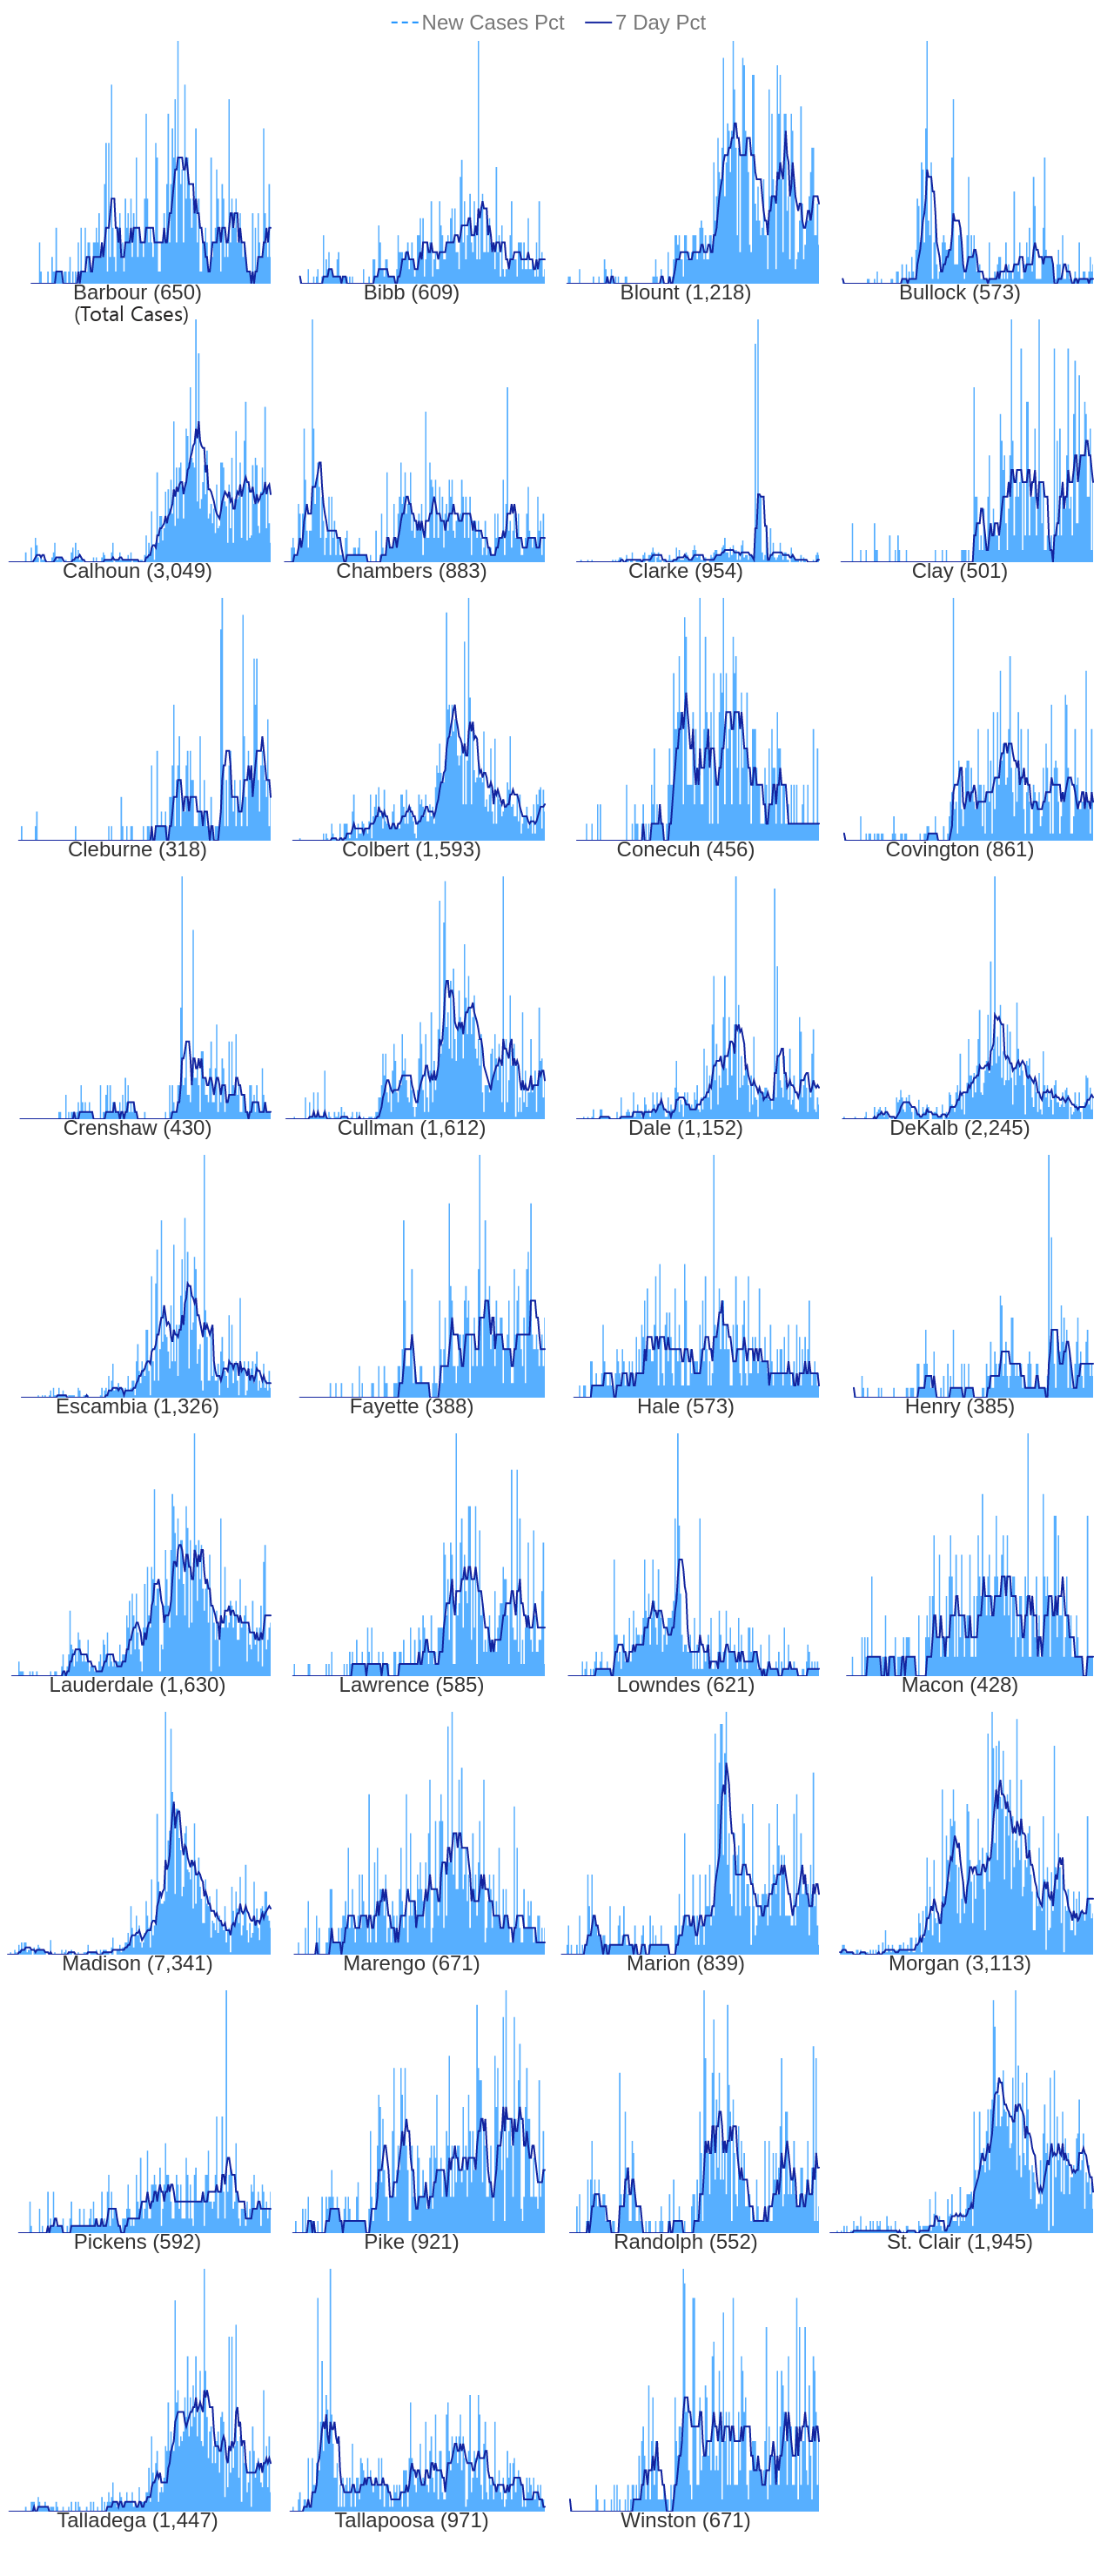 New Cases Pct 7 Day Pct
Barbour (650) Bibb (609) Blount (1,218) Bullock (573)
(Total Cases)
Calhoun (3,049) Chambers (883) Clarke (954) Clay (501)
Cleburne (318) Colbert (1,593) Conecuh (456) Covington (861)
Crenshaw (430) Cullman (1,612) Dale (1,152) DeKalb (2,245)
Escambia (1,326) Fayette (388) Hale (573) Henry (385)
Lauderdale (1,630) Lawrence (585) Lowndes (621) Macon (428)
Madison (7,341) Marengo (671) Marion (839) Morgan (3,113)
Pickens (592) Pike (921) Randolph (552) St. Clair (1,945)
Talladega (1,447) Tallapoosa (971) Winston (671)